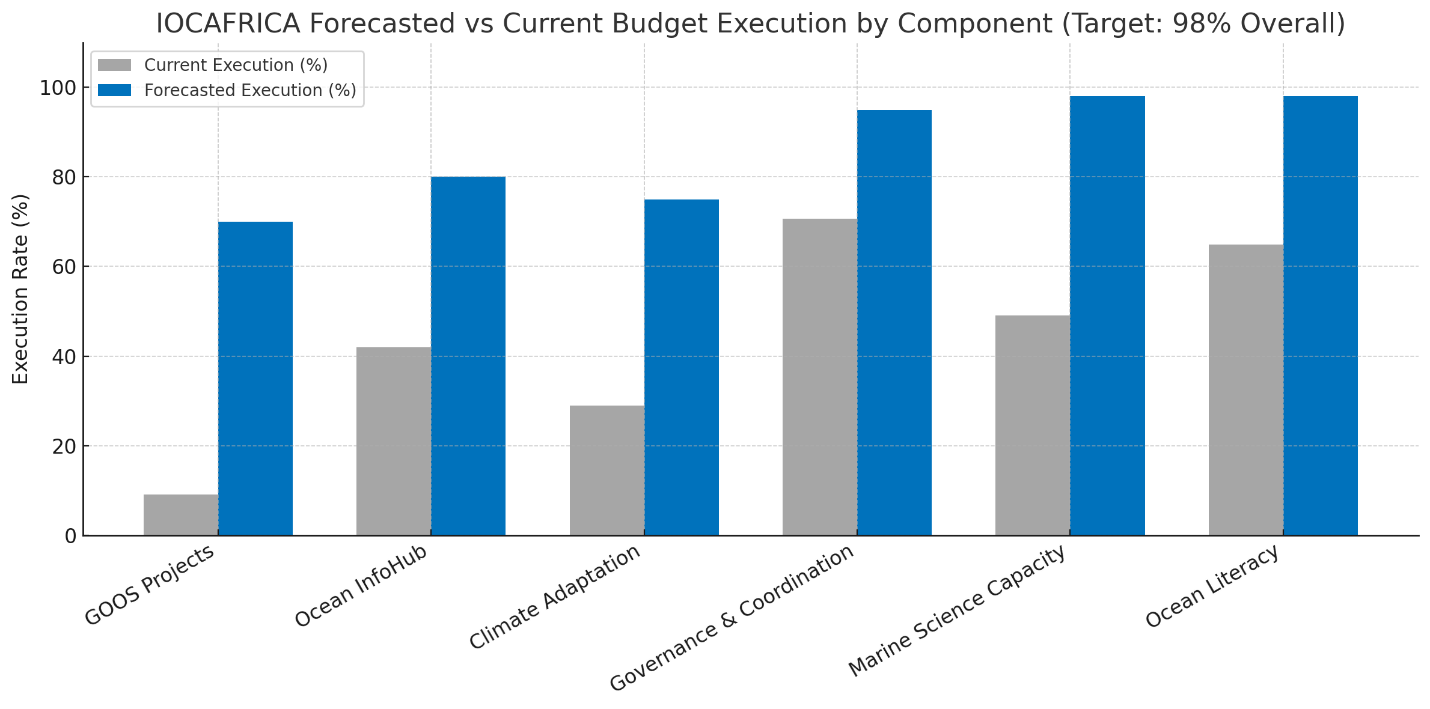 IOCAFRICA Forecasted vs Current Budget Execution by Component (Target: 98% Overall)
Current Execution (%)
Forecasted Execution (%)
Execution Rate (%)
100
80
60
40
20
0
GOOS Projects
Ocean InfoHub
Climate Adaptation
Governance & Coordination
Marine Science Capacity
Ocean Literacy